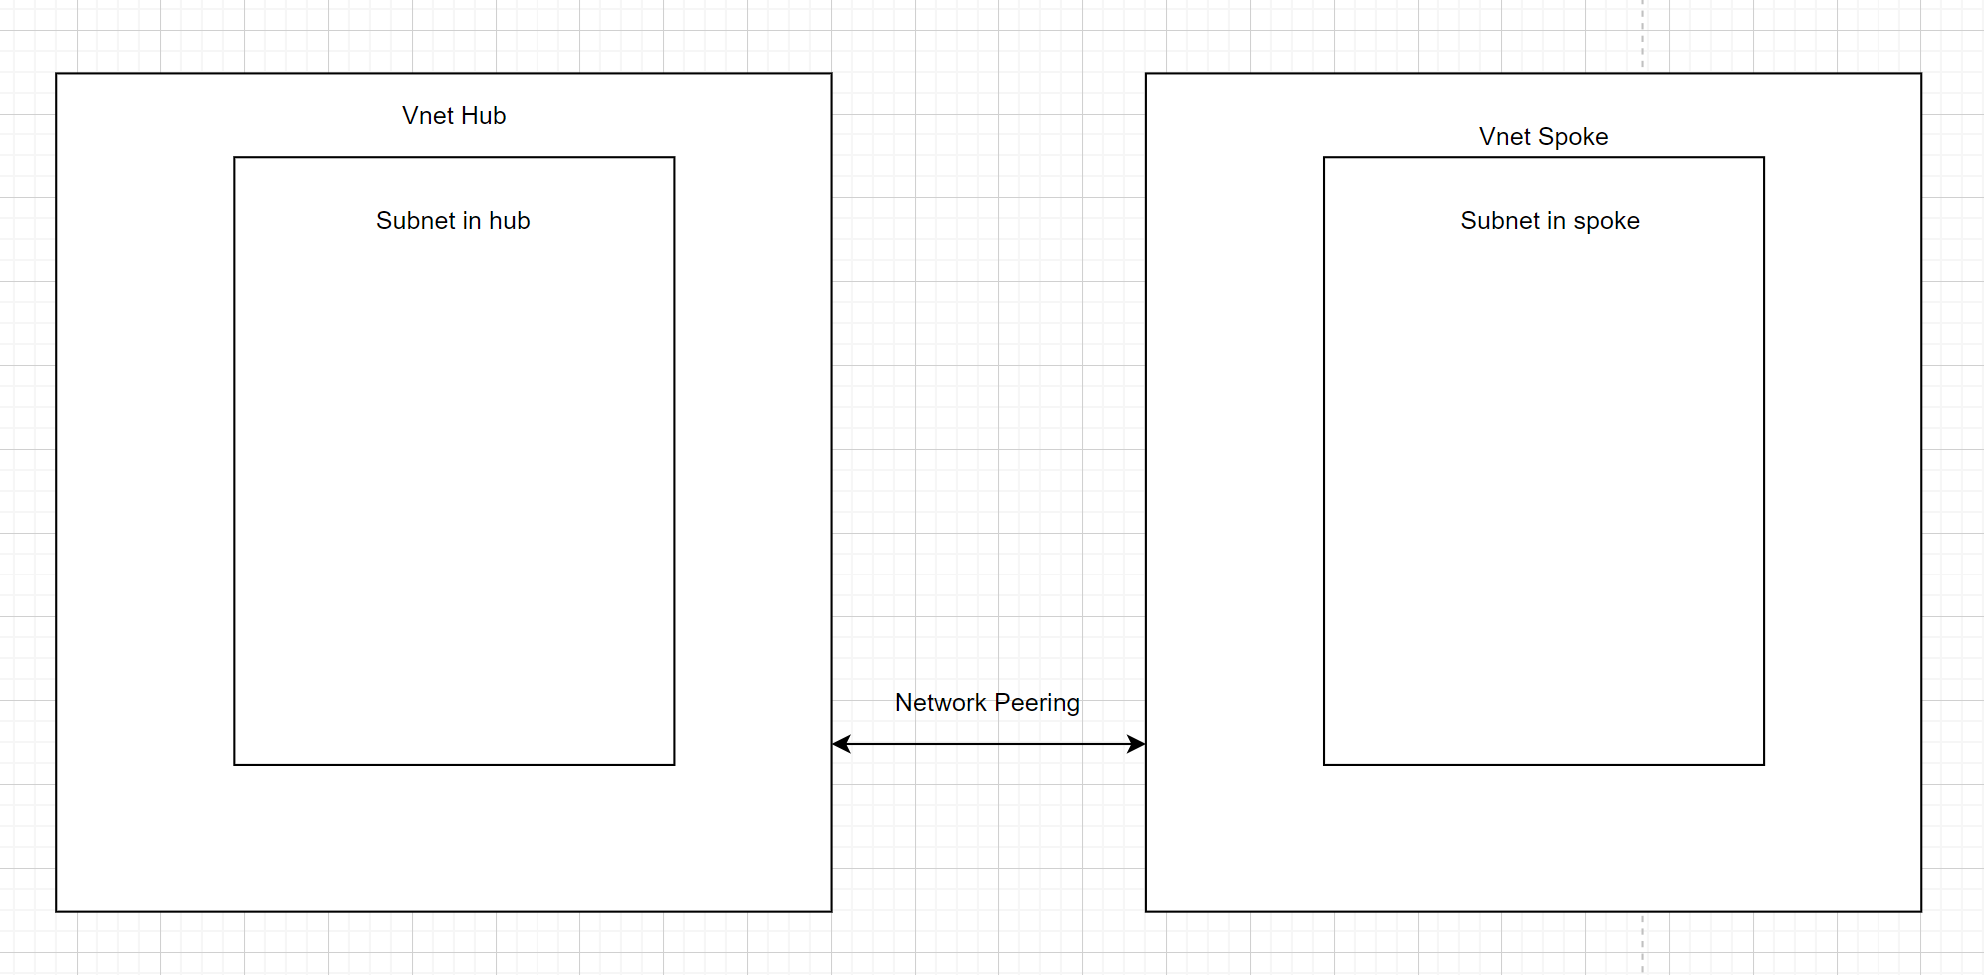 Vnet Hub
Subnet in hub
Vnet Spoke
Subnet in spoke
Network Peering